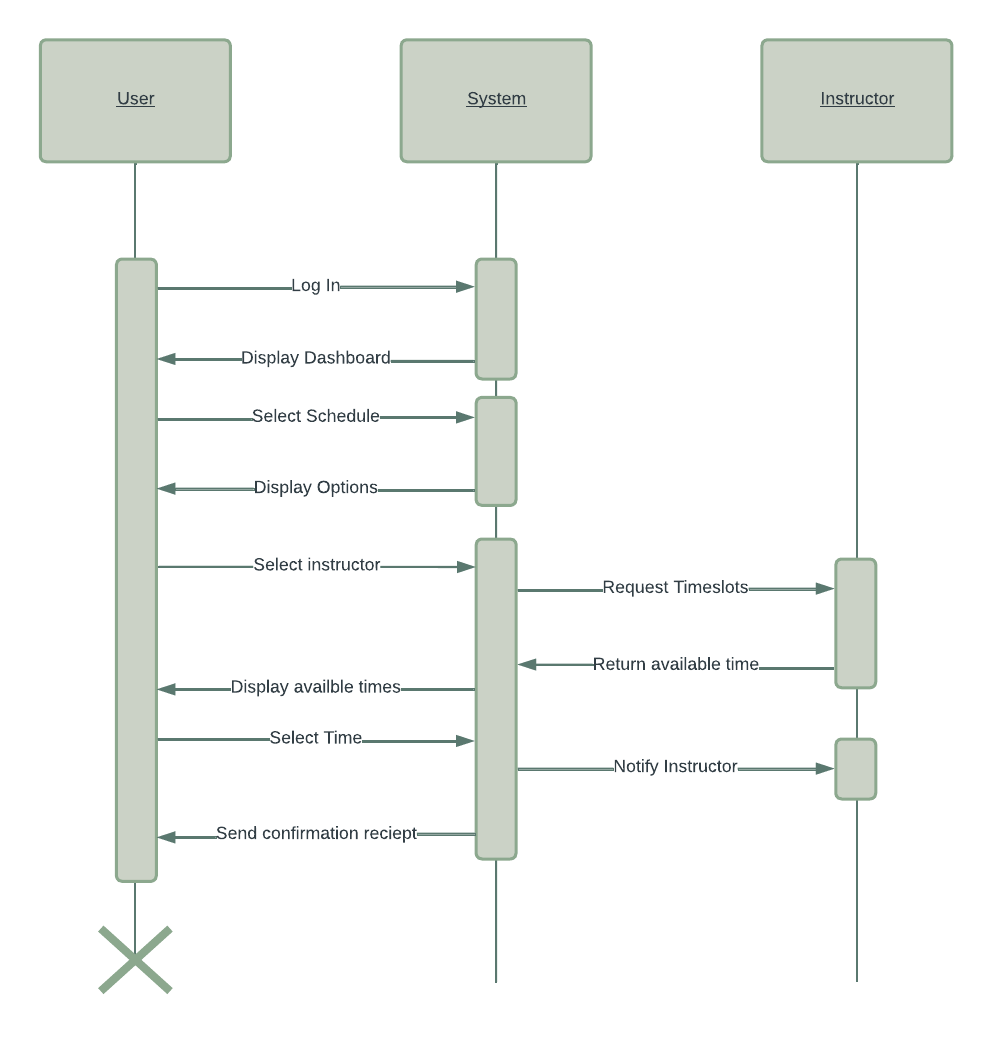 User
System
Instructor
Log In
Display Dashboard
Select Schedule
Display Options
Select instructor
Request Timeslots
Return available time
Display availble times
Select Time
Notify Instructor
Send confirmation reciept